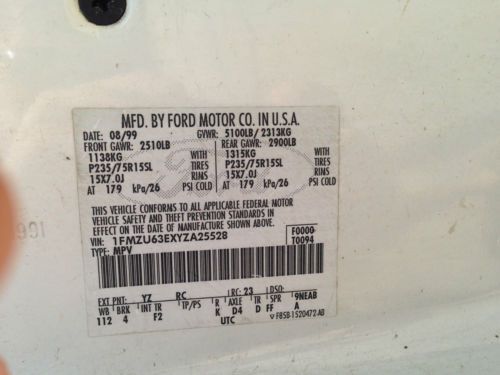 MFD. BY FORD MOTOR CO. IN U.S.A.
DATE: 08/99 GVWR: 5100LB/ 2313KG
FRONT GAWR: 2510LB REAR GAWR: 2900LB
1138KG WITH 1315KG WITH
P235/75R15SL TIRES P235/75R15SL TIRES
15X7.0J RIMS 15X7.0J RIMS
AT 179 kPa/26 PSI COLD AT 179 kPa/26 PSI COLD
THIS VEHICLE CONFORMS TO ALL APPLICABLE FEDERAL MOTOR
VEHICLE SAFETY AND THEFT PREVENTION STANDARDS IN
EFFECT ON THE DATE OF MANUFACTURE SHOWN ABOVE.
VIN: 1FMZU63EXYZA25528 F0000
TYPE: MPV T0094
EXT PNT: YZ RC: 23 DSO:
WB BRK INT TR TP/PS R AXLE TR SPR 9NEAB
112 4 F2 K D4 D FF A
UTC